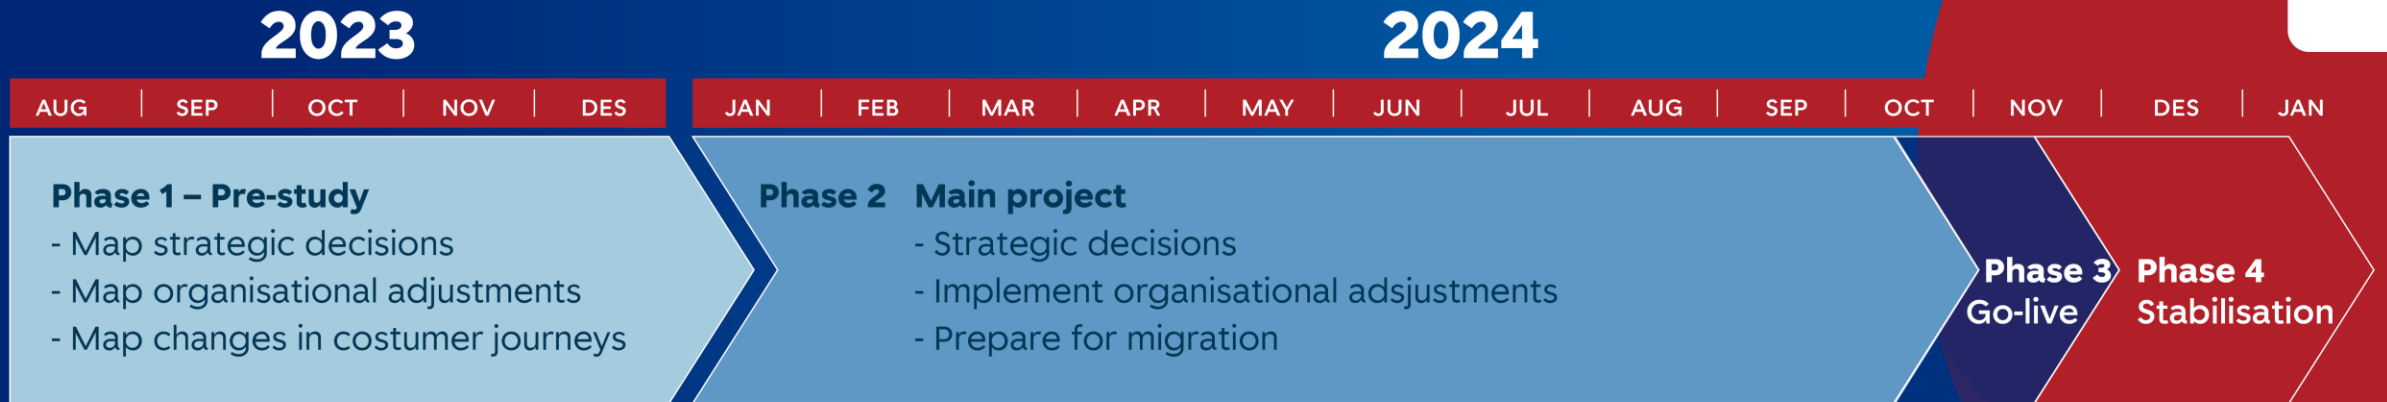 2023
2024
AUG SEP OCT NOV DES JAN FEB MAR APR MAY JUN JUL AUG SEP OCT NOV DES JAN
Phase 1 – Pre-study
- Map strategic decisions
- Map organisational adjustments
- Map changes in costumer journeys
Phase 2 Main project
- Strategic decisions
- Implement organisational adsjustments
- Prepare for migration
Phase 3
Go-live
Phase 4
Stabilisation